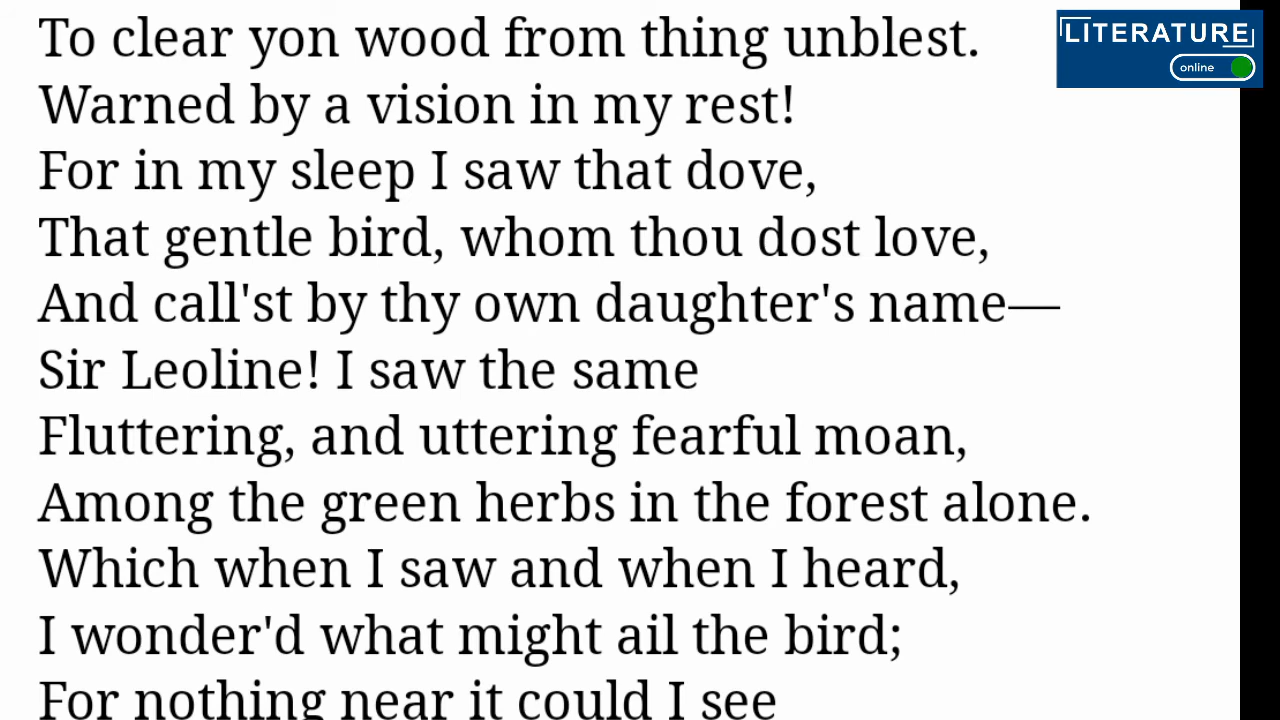 To clear yon wood from thing unblest.
Warned by a vision in my rest!
For in my sleep I saw that dove,
That gentle bird, whom thou dost love,
And call'st by thy own daughter's name—
Sir Leoline! I saw the same
Fluttering, and uttering fearful moan,
Among the green herbs in the forest alone.
Which when I saw and when I heard,
I wonder'd what might ail the bird;
For nothing near it could I see
LITERATURE
online